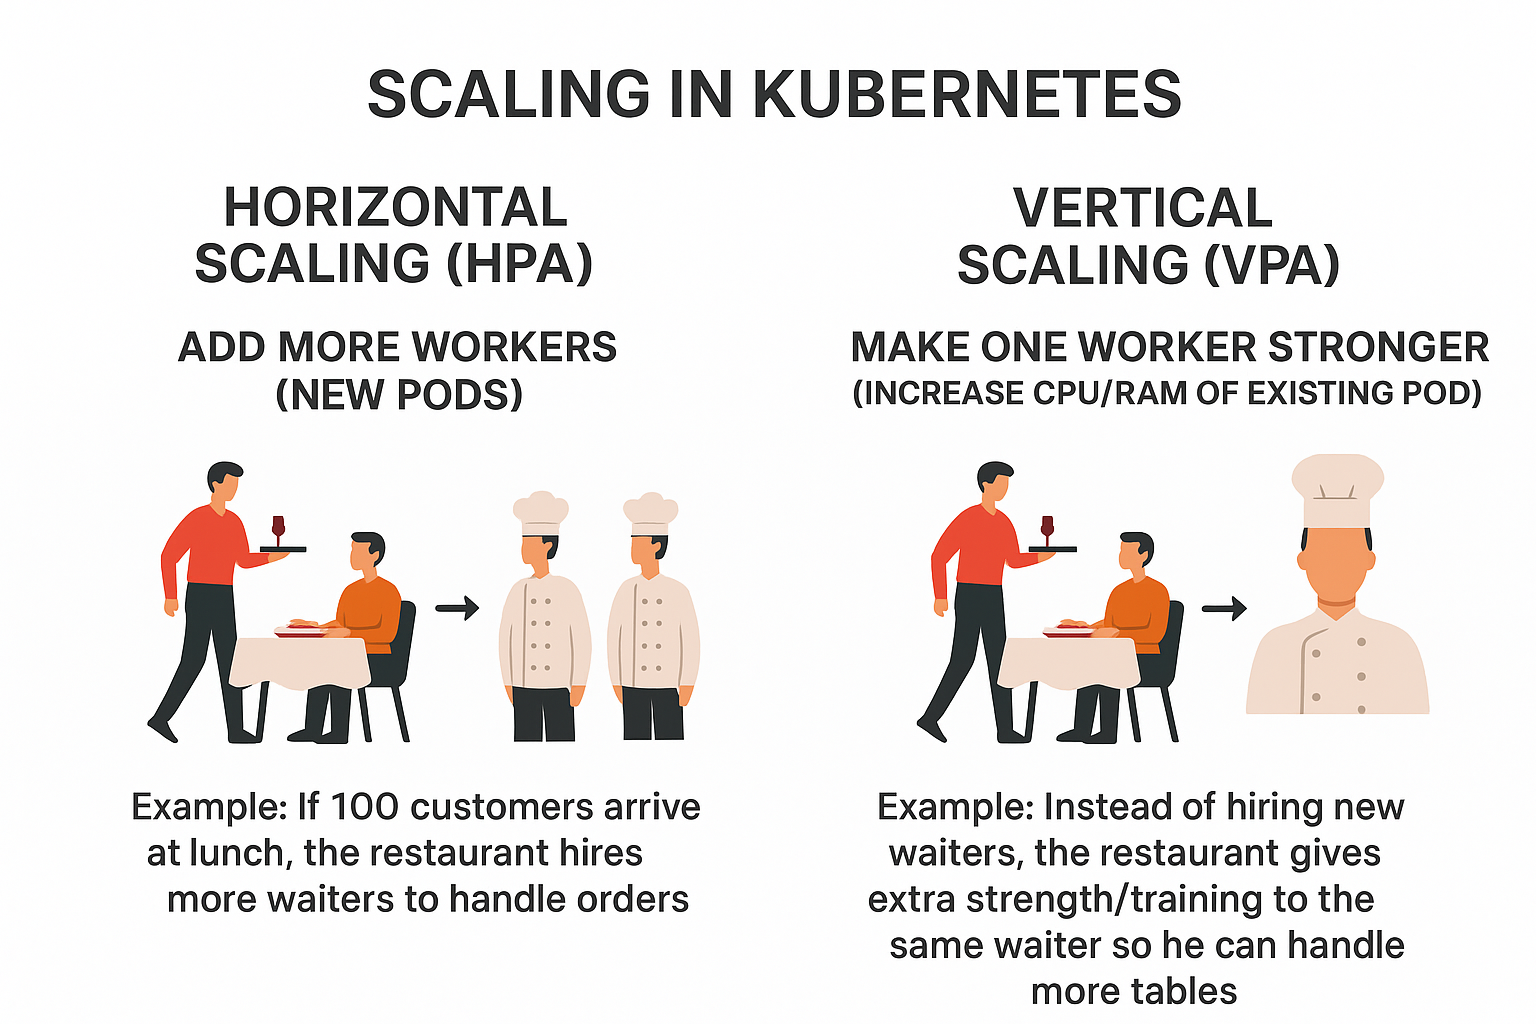 SCALING IN KUBERNETES
HORIZONTAL
SCALING (HPA)
ADD MORE WORKERS
(NEW PODS)
Example: If 100 customers arrive
at lunch, the restaurant hires
more waiters to handle orders
VERTICAL
SCALING (VPA)
MAKE ONE WORKER STRONGER
(INCREASE CPU/RAM OF EXISTING POD)
Example: Instead of hiring new
waiters, the restaurant gives
extra strength/training to the
same waiter so he can handle
more tables